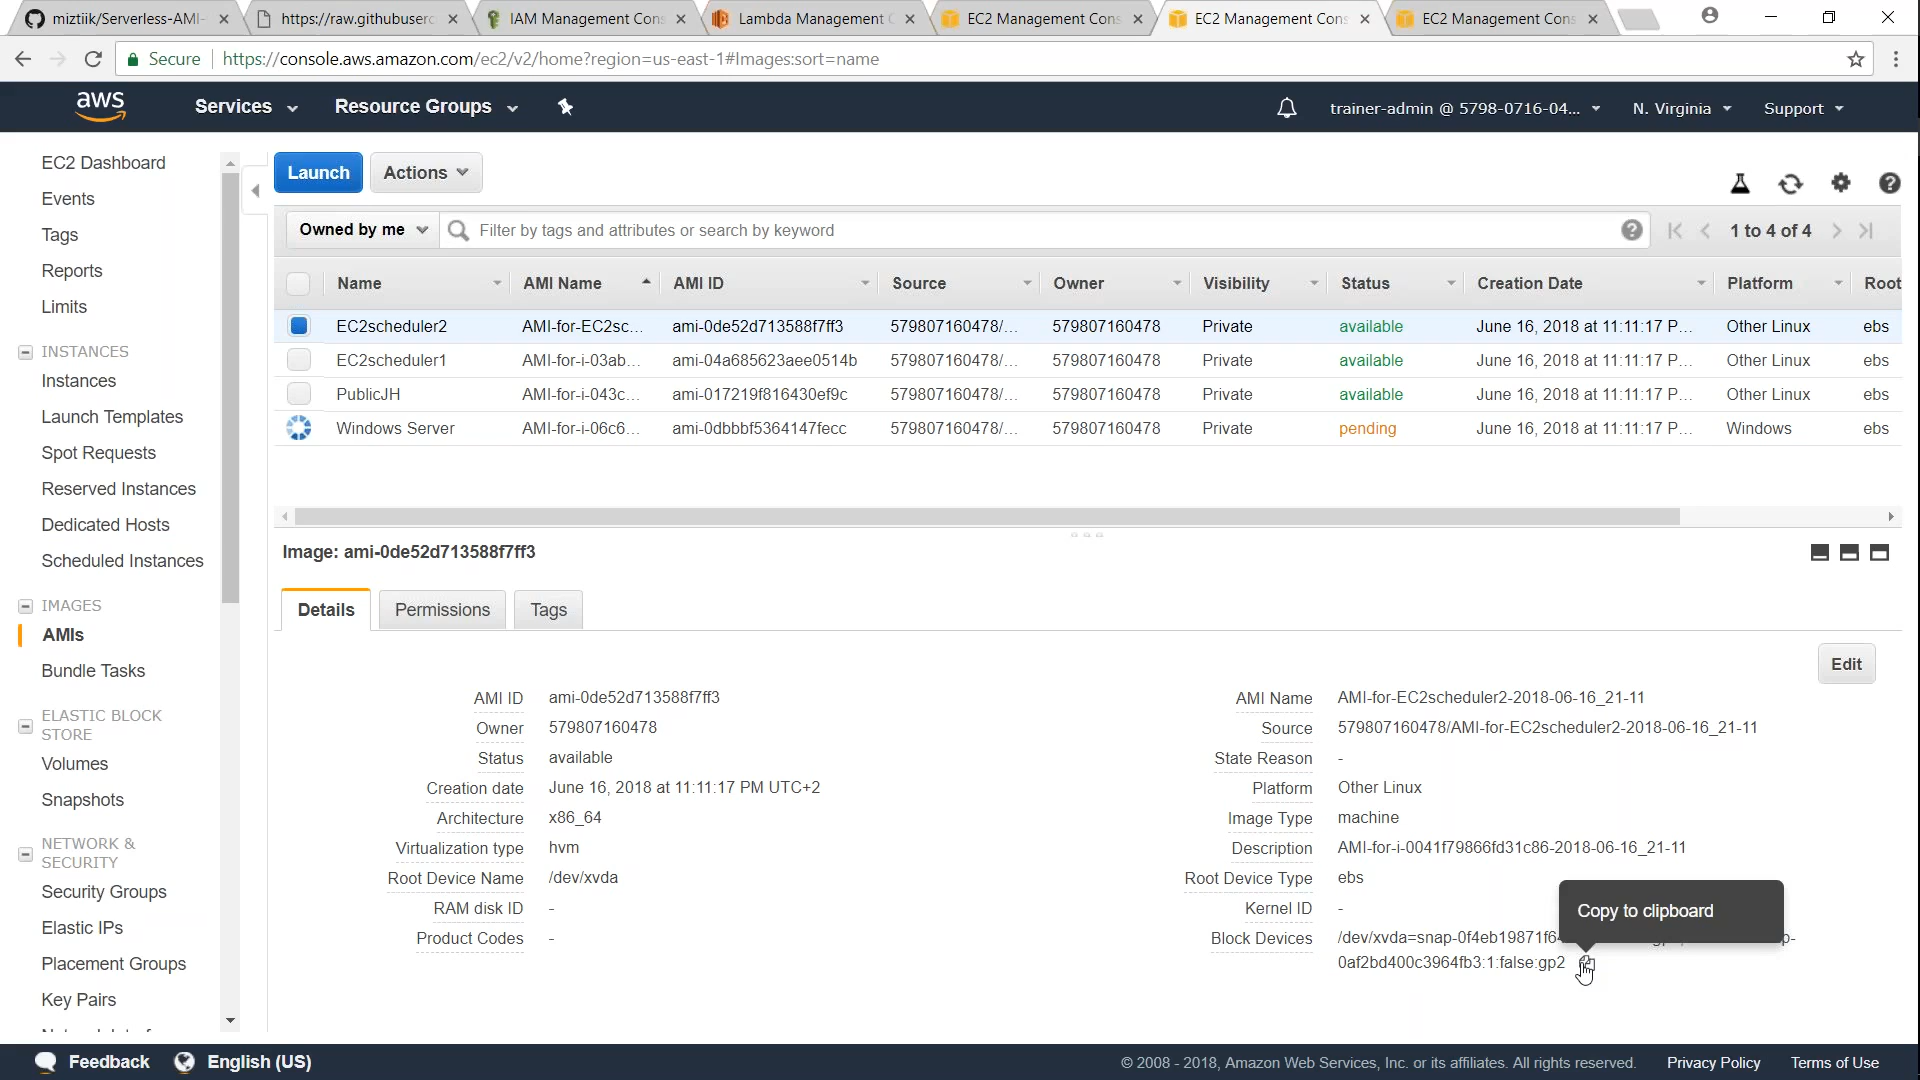 miztiik/Serverless-AMI-
https://raw.githubuserc
IAM Management Cons
Lambda Management C
EC2 Management Cons
EC2 Management Cons
EC2 Management Cons
Secure
https://console.aws.amazon.com/ec2/v2/home?region=us-east-1#Images:sort=name
aws
Services
Resource Groups
trainer-admin @ 5798-0716-04...
N. Virginia
Support
EC2 Dashboard
Events
Tags
Reports
Limits
INSTANCES
Instances
Launch Templates
Spot Requests
Reserved Instances
Dedicated Hosts
Scheduled Instances
IMAGES
AMIs
Bundle Tasks
ELASTIC BLOCK
STORE
Volumes
Snapshots
NETWORK &
SECURITY
Security Groups
Elastic IPs
Placement Groups
Key Pairs
Launch
Actions
Owned by me
Filter by tags and attributes or search by keyword
1 to 4 of 4
Name AMI Name AMI ID Source Owner Visibility Status Creation Date Platform Root
EC2scheduler2 AMI-for-EC2sc... ami-0de52d713588f7ff3 579807160478/... 579807160478 Private available June 16, 2018 at 11:11:17 P... Other Linux ebs
EC2scheduler1 AMI-for-i-03ab... ami-04a685623aee0514b 579807160478/... 579807160478 Private available June 16, 2018 at 11:11:17 P... Other Linux ebs
PublicJH AMI-for-i-043c... ami-017219f816430ef9c 579807160478/... 579807160478 Private available June 16, 2018 at 11:11:17 P... Other Linux ebs
Windows Server AMI-for-i-06c6... ami-0dbbbf5364147fecc 579807160478/... 579807160478 Private pending June 16, 2018 at 11:11:17 P... Windows ebs
Image: ami-0de52d713588f7ff3
Details
Permissions
Tags
Edit
AMI ID ami-0de52d713588f7ff3
Owner 579807160478
Status available
Creation date June 16, 2018 at 11:11:17 PM UTC+2
Architecture x86_64
Virtualization type hvm
Root Device Name /dev/xvda
RAM disk ID -
Product Codes -
AMI Name AMI-for-EC2scheduler2-2018-06-16_21-11
Source 579807160478/AMI-for-EC2scheduler2-2018-06-16_21-11
State Reason -
Platform Other Linux
Image Type machine
Description AMI-for-i-0041f79866fd31c86-2018-06-16_21-11
Root Device Type ebs
Kernel ID -
Copy to clipboard
Block Devices /dev/xvda=snap-0f4eb19871f6
0af2bd400c3964fb3:1:false:gp2
Feedback
English (US)
© 2008 - 2018, Amazon Web Services, Inc. or its affiliates. All rights reserved.
Privacy Policy
Terms of Use